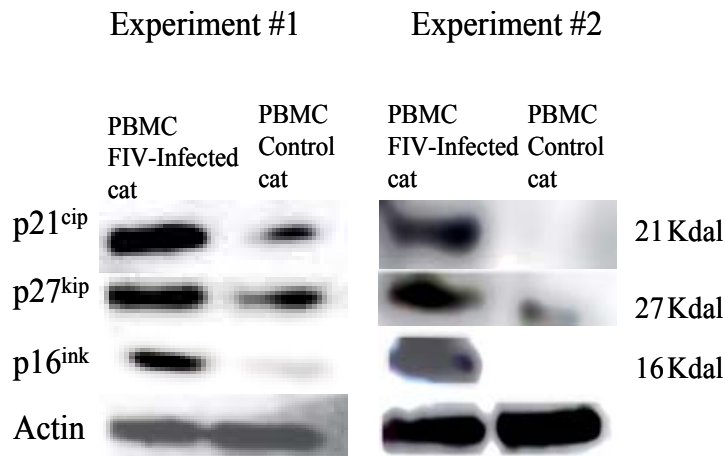 Experiment #1 Experiment #2
PBMC
FIV-Infected
cat
PBMC
Control
cat
PBMC
FIV-Infected
cat
PBMC
Control
cat
p21cip 21 Kdal
p27kip 27 Kdal
p16ink 16 Kdal
Actin